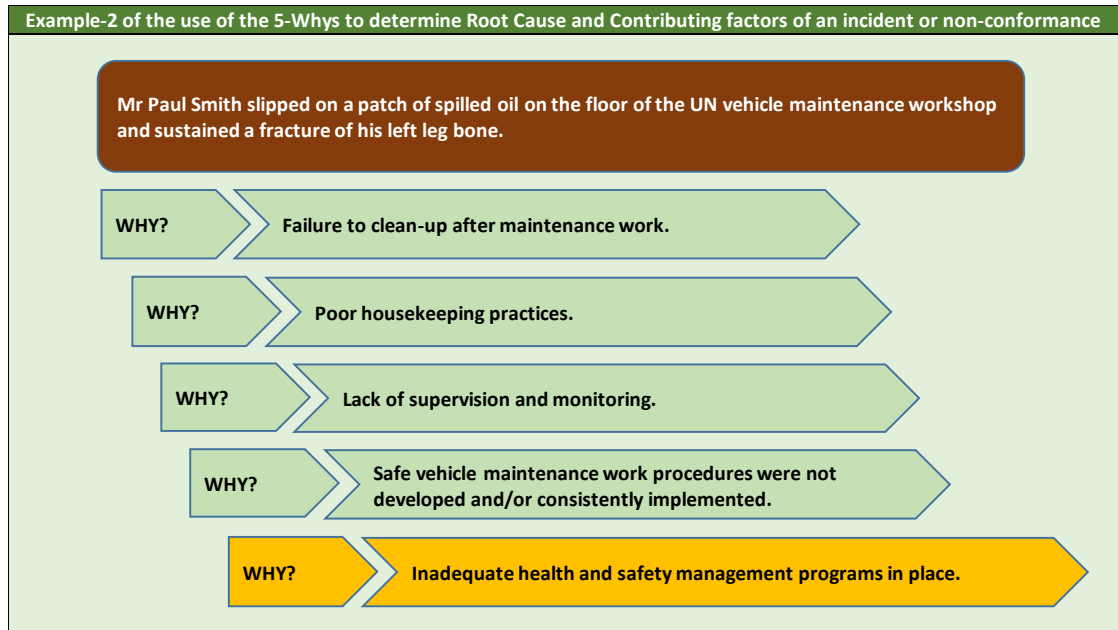 Example-2 of the use of the 5-Whys to determine Root Cause and Contributing factors of an incident or non-conformance
Mr Paul Smith slipped on a patch of spilled oil on the floor of the UN vehicle maintenance workshop
and sustained a fracture of his left leg bone.
WHY? Failure to clean-up after maintenance work.
WHY? Poor housekeeping practices.
WHY? Lack of supervision and monitoring.
WHY? Safe vehicle maintenance work procedures were not
developed and/or consistently implemented.
WHY? Inadequate health and safety management programs in place.